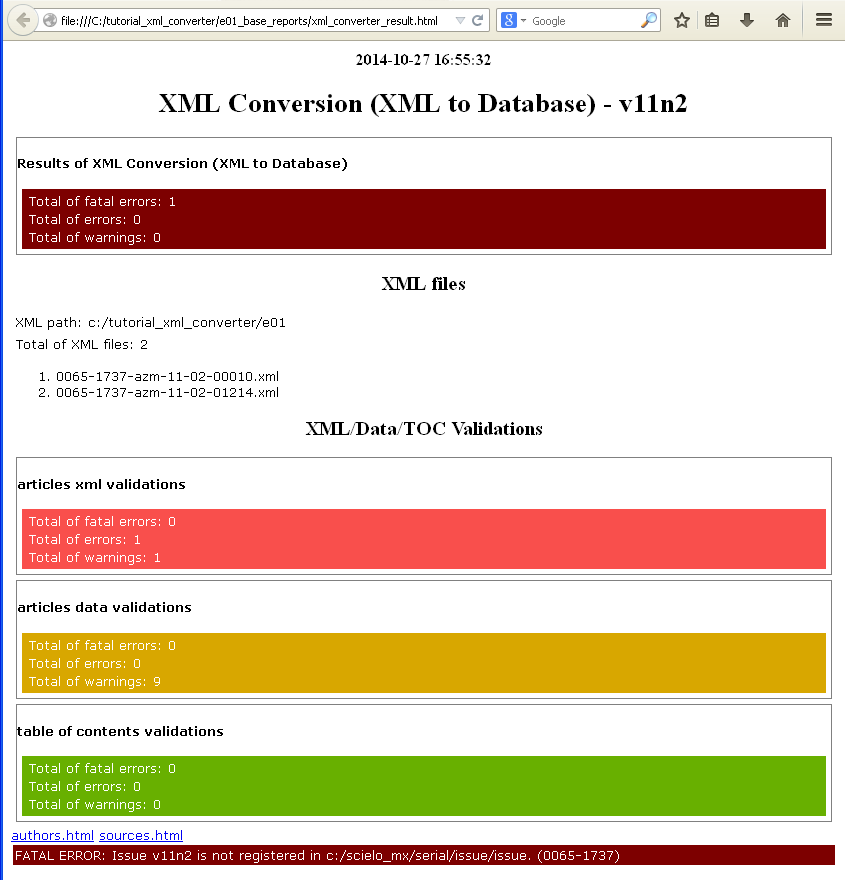 file:///C:/tutorial_xml_converter/e01_base_reports/xml_converter_result.html
Google
2014-10-27 16:55:32
XML Conversion (XML to Database) - v11n2
Results of XML Conversion (XML to Database)
Total of fatal errors: 1
Total of errors: 0
Total of warnings: 0
XML files
XML path: c:/tutorial_xml_converter/e01
Total of XML files: 2
1. 0065-1737-azm-11-02-00010.xml
2. 0065-1737-azm-11-02-01214.xml
XML/Data/TOC Validations
articles xml validations
Total of fatal errors: 0
Total of errors: 1
Total of warnings: 1
articles data validations
Total of fatal errors: 0
Total of errors: 0
Total of warnings: 9
table of contents validations
Total of fatal errors: 0
Total of errors: 0
Total of warnings: 0
authors.html sources.html
FATAL ERROR: Issue v11n2 is not registered in c:/scielo_mx/serial/issue/issue. (0065-1737)